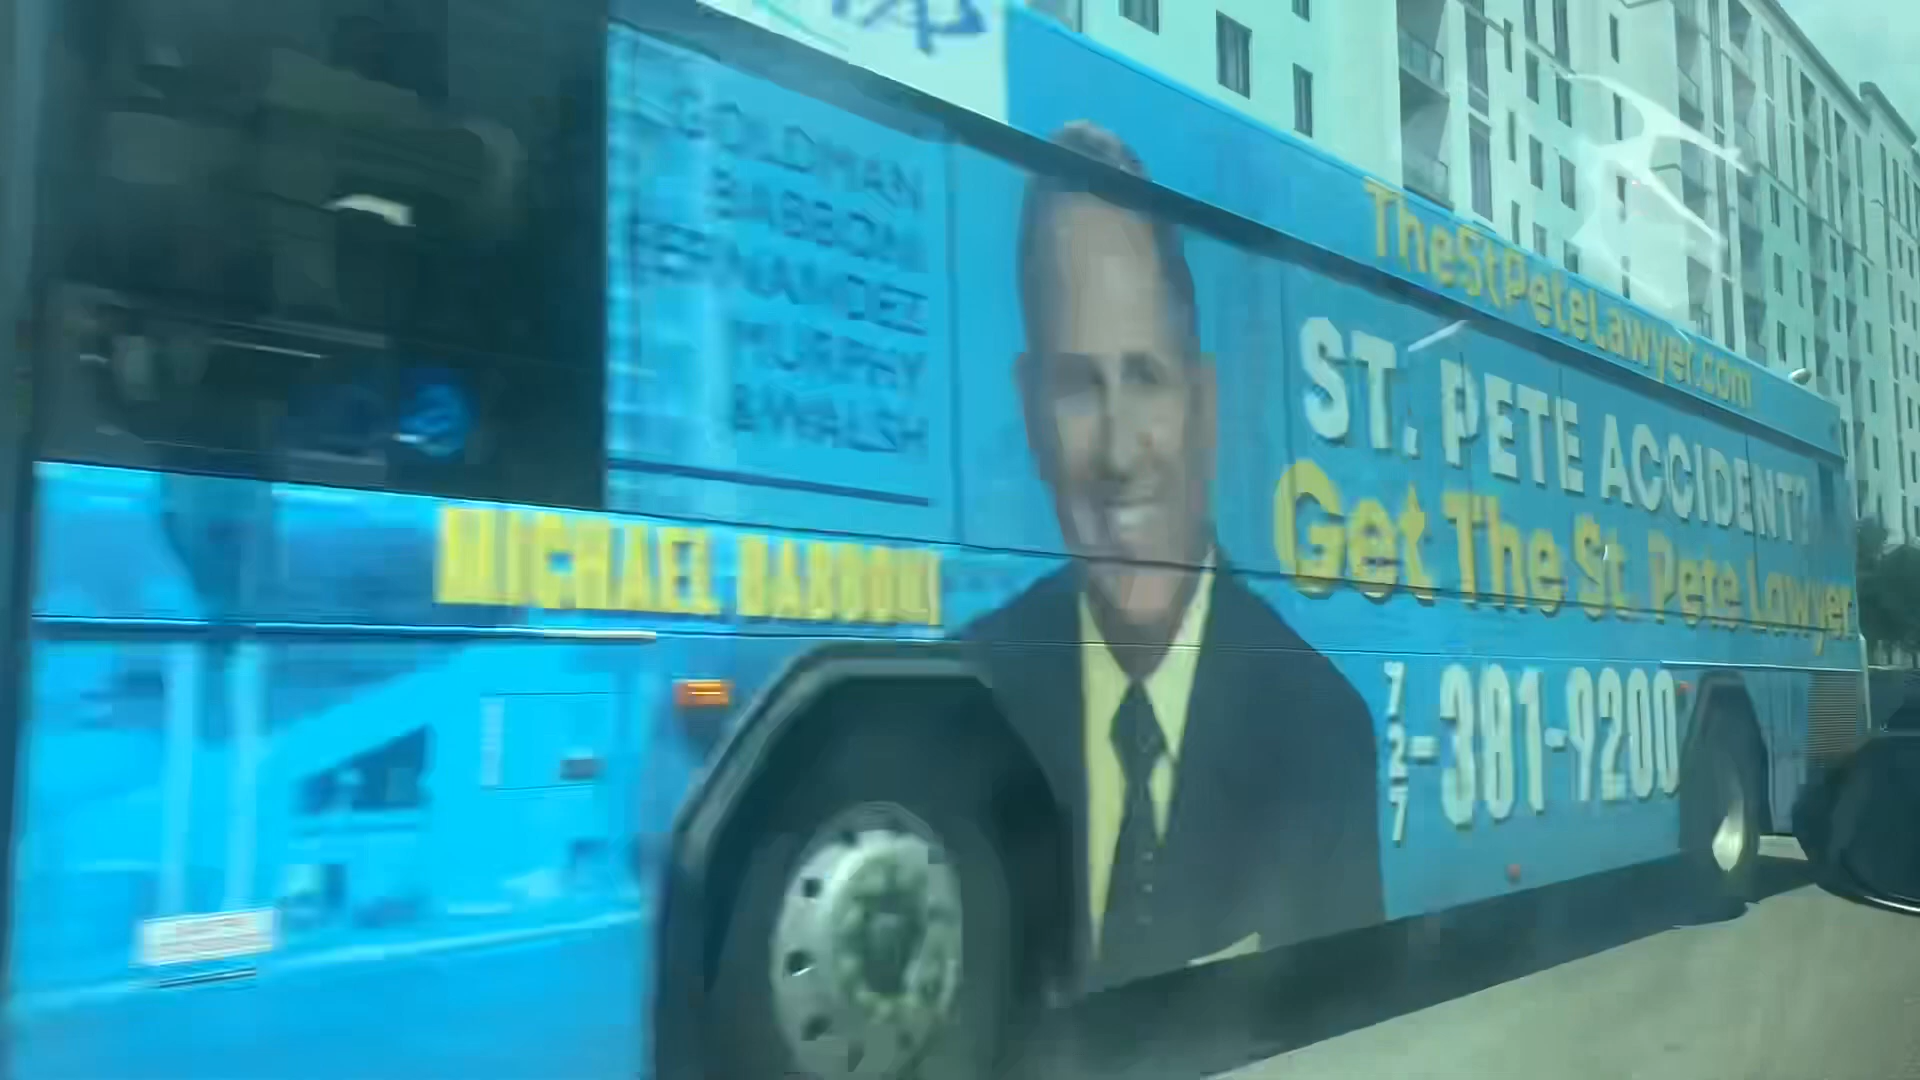 GOLDMAN
BABBONI
FERNANDEZ
MURPHY
& WALSH
MICHAEL BABBONI
TheStPeteLawyer.com
ST. PETE ACCIDENT?
Get The St. Pete Lawyer
727-381-9200